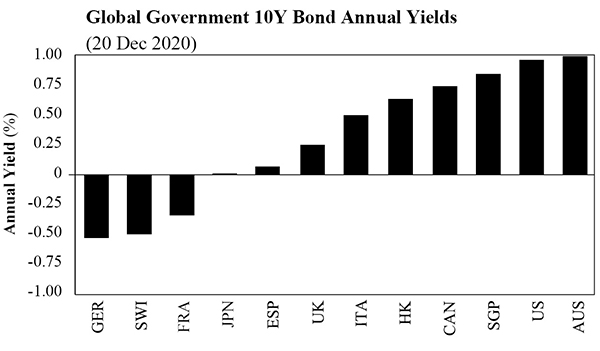 Global Government 10Y Bond Annual Yields
(20 Dec 2020)
Annual Yield (%)
1.00
0.75
0.50
0.25
0
-0.25
-0.50
-0.75
-1.00
GER
SWI
FRA
JPN
ESP
UK
ITA
HK
CAN
SGP
US
AUS